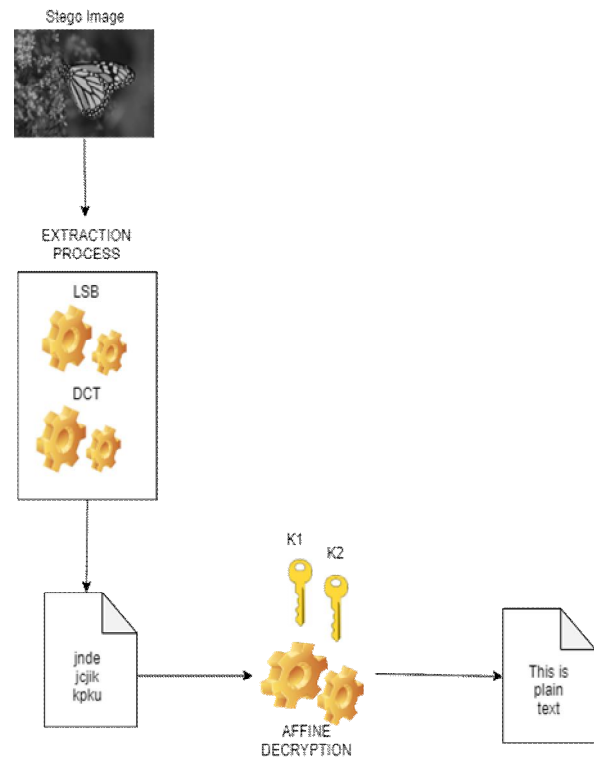 Stego Image
EXTRACTION
PROCESS
LSB
DCT
K1
K2
jnde
jcjik
kpku
AFFINE
DECRYPTION
This is
plain
text